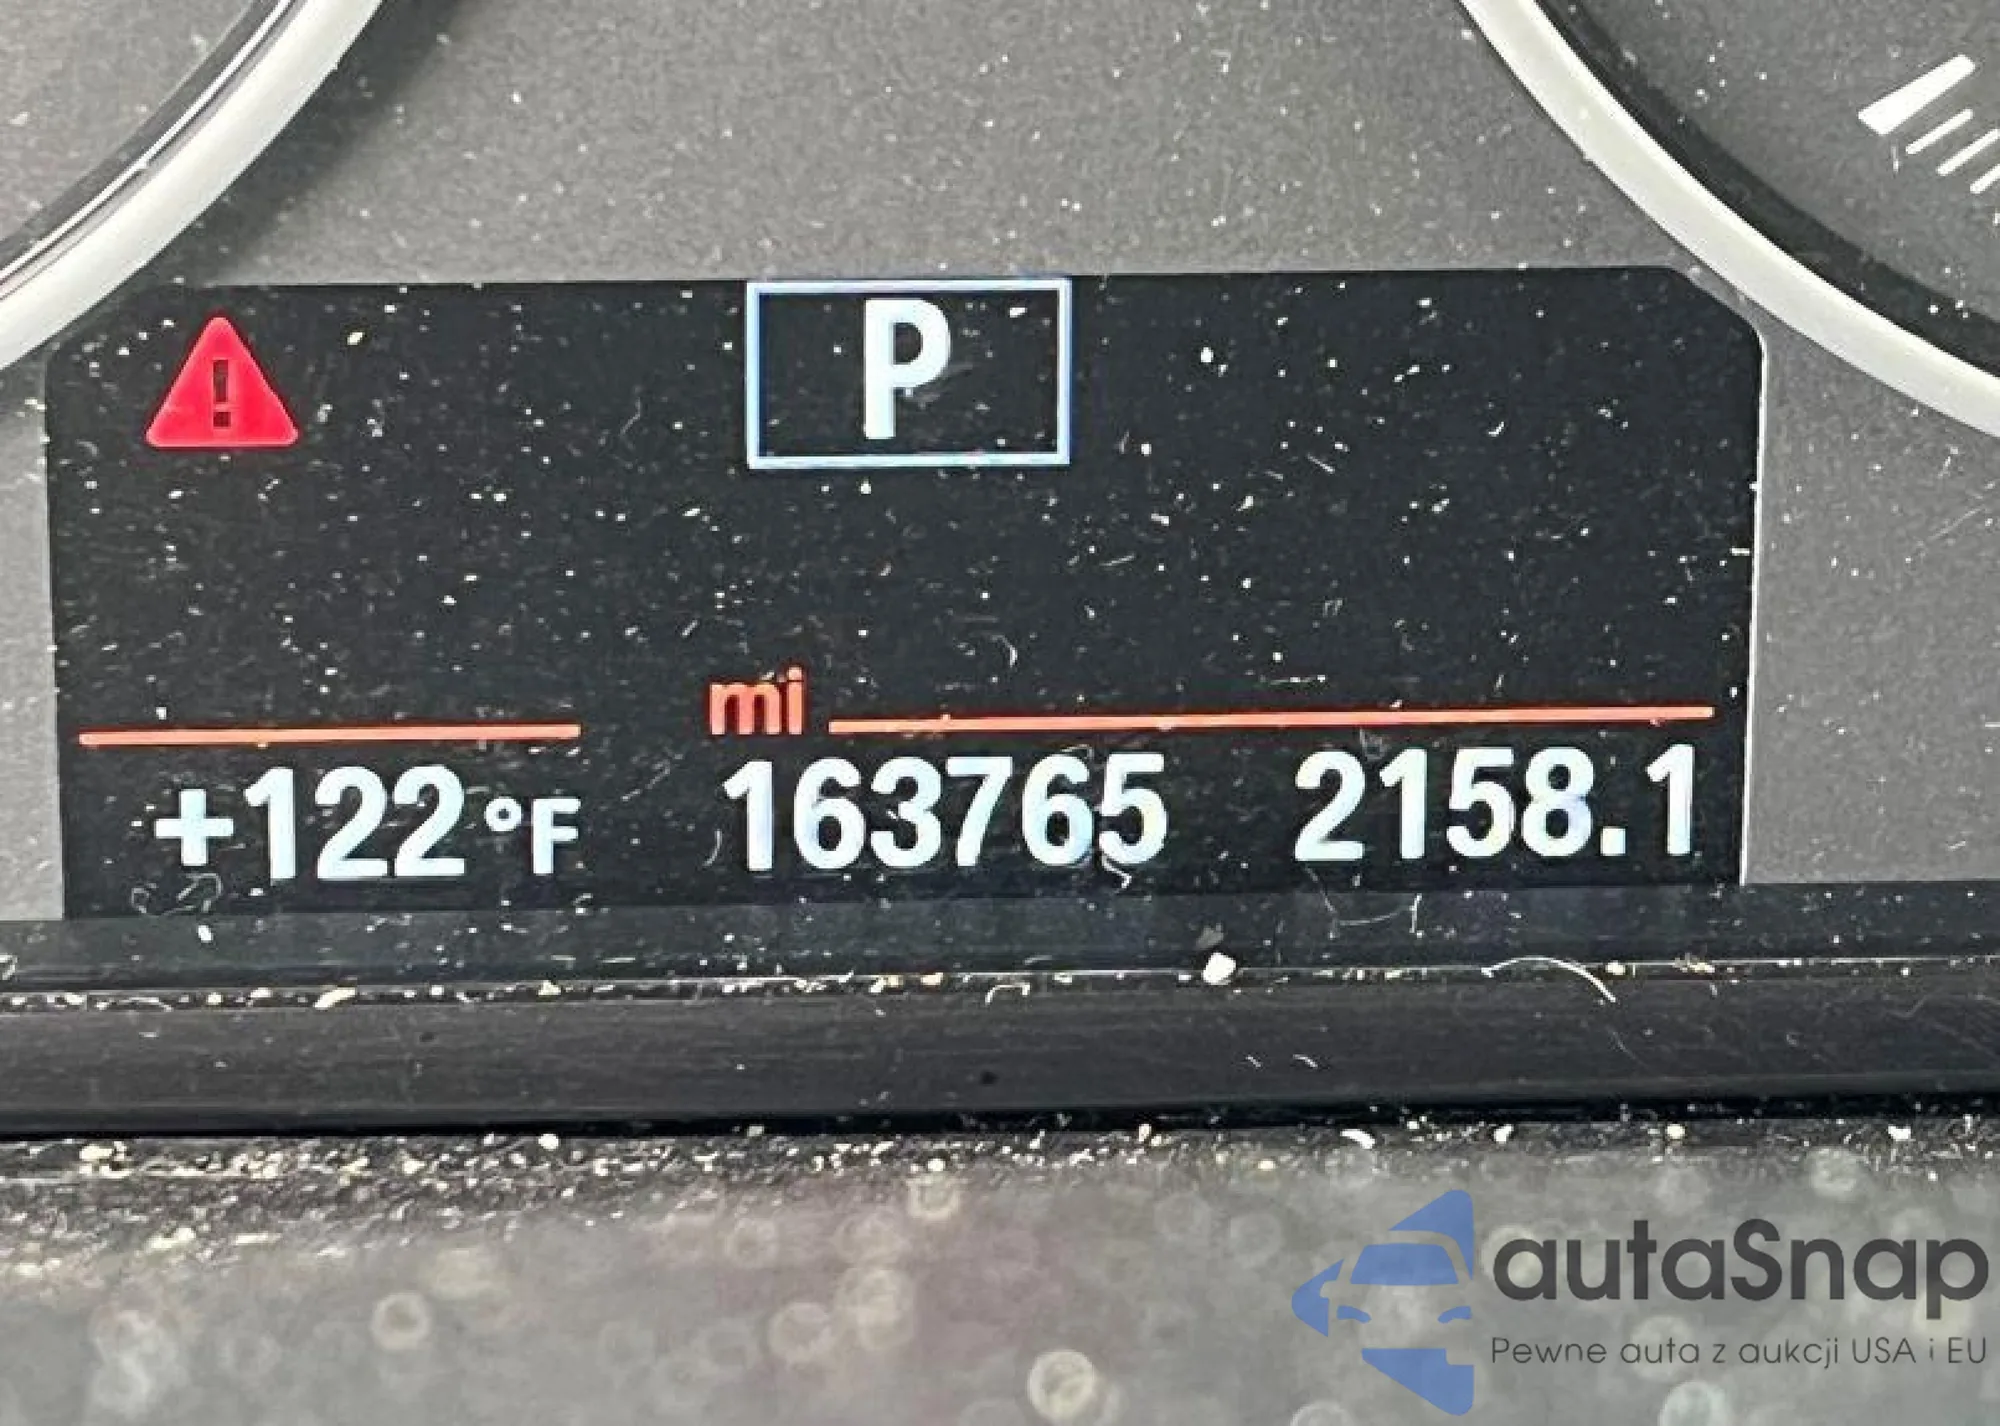 P
mi
+122°F 163765 2158.1
autaSnap
Pewne auta z aukcji USA i EU